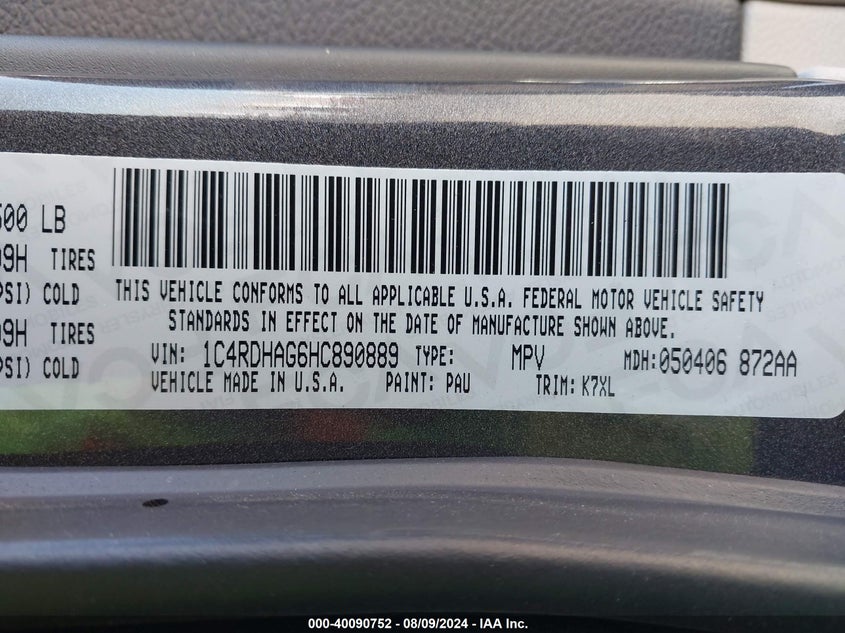 500 LB
09H TIRES
PSI) COLD
09H TIRES
PSI) COLD
THIS VEHICLE CONFORMS TO ALL APPLICABLE U.S.A. FEDERAL MOTOR VEHICLE SAFETY
STANDARDS IN EFFECT ON THE DATE OF MANUFACTURE SHOWN ABOVE.
VIN: 1C4RDHAG6HC890889 TYPE: MPV MDH:050406 872AA
VEHICLE MADE IN U.S.A. PAINT: PAU TRIM: K7XL
000-40090752 - 08/09/2024 - IAA Inc.